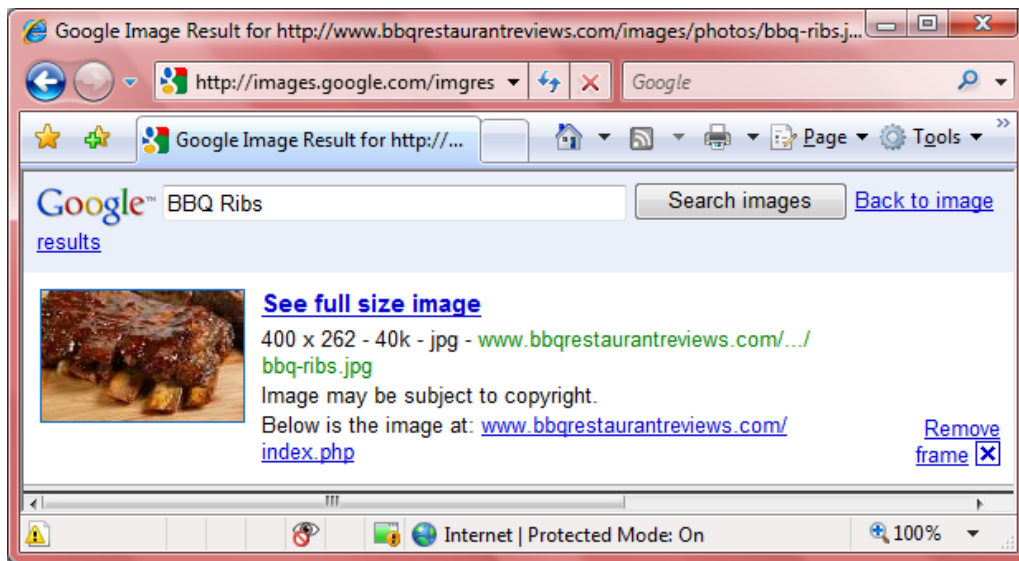 Google Image Result for http://www.bbqrestaurantreviews.com/images/photos/bbq-ribs.j...
http://images.google.com/imgres
Google
Google Image Result for http://...
Page
Tools
Google™ BBQ Ribs Search images Back to image
results
See full size image
400 x 262 - 40k - jpg - www.bbqrestaurantreviews.com/.../
bbq-ribs.jpg
Image may be subject to copyright.
Below is the image at: www.bbqrestaurantreviews.com/
index.php
Remove
frame
Internet | Protected Mode: On
100%